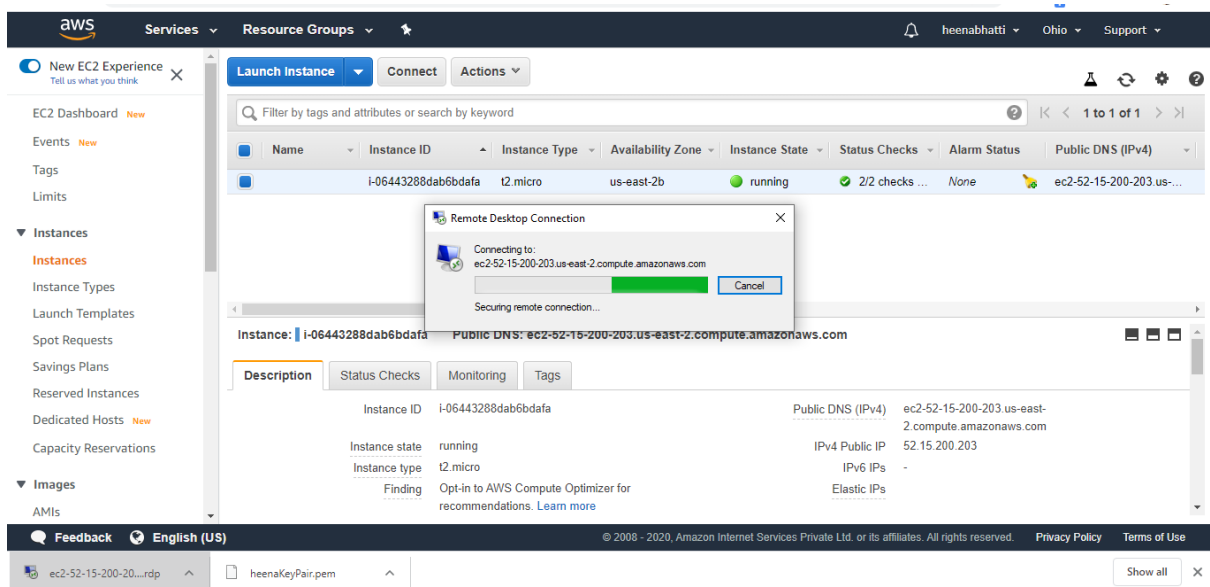 aws
Services
Resource Groups
heenabhatti
Ohio
Support
New EC2 Experience
Tell us what you think
EC2 Dashboard New
Events New
Tags
Limits
Instances
Instances
Instance Types
Launch Templates
Spot Requests
Savings Plans
Reserved Instances
Dedicated Hosts New
Capacity Reservations
Images
AMIs
Launch Instance
Connect
Actions
Filter by tags and attributes or search by keyword
1 to 1 of 1
Name Instance ID Instance Type Availability Zone Instance State Status Checks Alarm Status Public DNS (IPv4)
i-06443288dab6bdafa t2.micro us-east-2b running 2/2 checks ... None ec2-52-15-200-203.us-...
Remote Desktop Connection
Connecting to:
ec2-52-15-200-203.us-east-2.compute.amazonaws.com
Cancel
Securing remote connection...
Instance: i-06443288dab6bdafa Public DNS: ec2-52-15-200-203.us-east-2.compute.amazonaws.com
Description Status Checks Monitoring Tags
Instance ID i-06443288dab6bdafa
Public DNS (IPv4) ec2-52-15-200-203.us-east-
2.compute.amazonaws.com
Instance state running
IPv4 Public IP 52.15.200.203
Instance type t2.micro
IPv6 IPs -
Finding Opt-in to AWS Compute Optimizer for
recommendations. Learn more
Elastic IPs
Feedback
English (US)
© 2008 - 2020, Amazon Internet Services Private Ltd. or its affiliates. All rights reserved.
Privacy Policy
Terms of Use
ec2-52-15-200-20....rdp
heenaKeyPair.pem
Show all